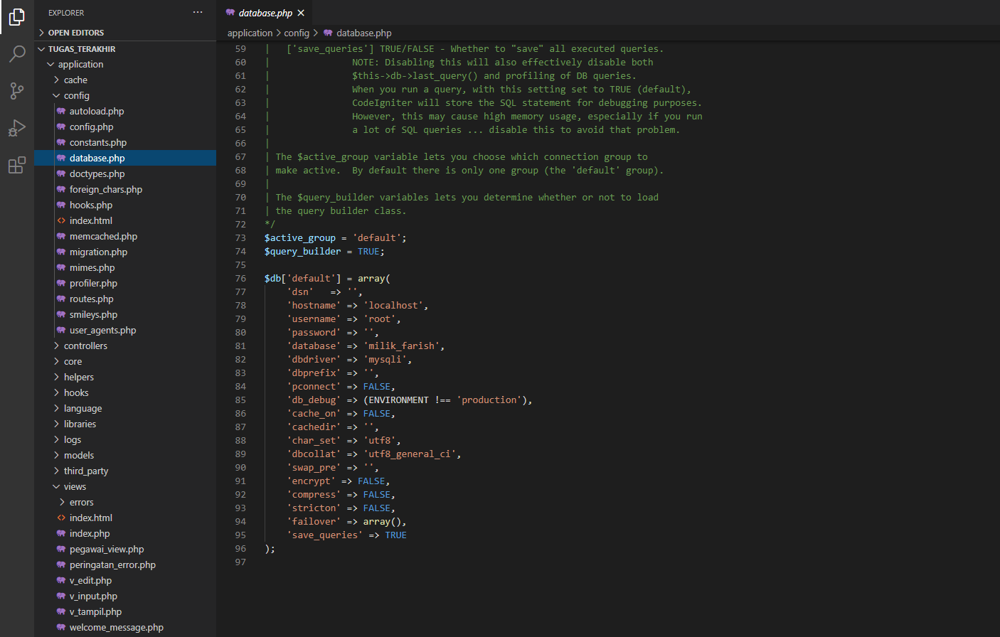 EXPLORER
OPEN EDITORS
TUGAS_TERAKHIR
application
cache
config
autoload.php
config.php
constants.php
database.php
doctypes.php
foreign_chars.php
hooks.php
index.html
memcached.php
migration.php
mimes.php
profiler.php
routes.php
smileys.php
user_agents.php
controllers
core
helpers
hooks
language
libraries
logs
models
third_party
views
errors
index.html
index.php
pegawai_view.php
peringatan_error.php
v_edit.php
v_input.php
v_tampil.php
welcome_message.php
database.php
application > config > database.php
59 |   ['save_queries'] TRUE/FALSE - Whether to "save" all executed queries.
60 |               NOTE: Disabling this will also effectively disable both
61 |               $this->db->last_query() and profiling of DB queries.
62 |               When you run a query, with this setting set to TRUE (default),
63 |               CodeIgniter will store the SQL statement for debugging purposes.
64 |               However, this may cause high memory usage, especially if you run
65 |               a lot of SQL queries ... disable this to avoid that problem.
66 |
67 | The $active_group variable lets you choose which connection group to
68 | make active.  By default there is only one group (the 'default' group).
69 |
70 | The $query_builder variables lets you determine whether or not to load
71 | the query builder class.
72 */
73 $active_group = 'default';
74 $query_builder = TRUE;
75
76 $db['default'] = array(
77     'dsn'   => '',
78     'hostname' => 'localhost',
79     'username' => 'root',
80     'password' => '',
81     'database' => 'milik_farish',
82     'dbdriver' => 'mysqli',
83     'dbprefix' => '',
84     'pconnect' => FALSE,
85     'db_debug' => (ENVIRONMENT !== 'production'),
86     'cache_on' => FALSE,
87     'cachedir' => '',
88     'char_set' => 'utf8',
89     'dbcollat' => 'utf8_general_ci',
90     'swap_pre' => '',
91     'encrypt' => FALSE,
92     'compress' => FALSE,
93     'stricton' => FALSE,
94     'failover' => array(),
95     'save_queries' => TRUE
96 );
97